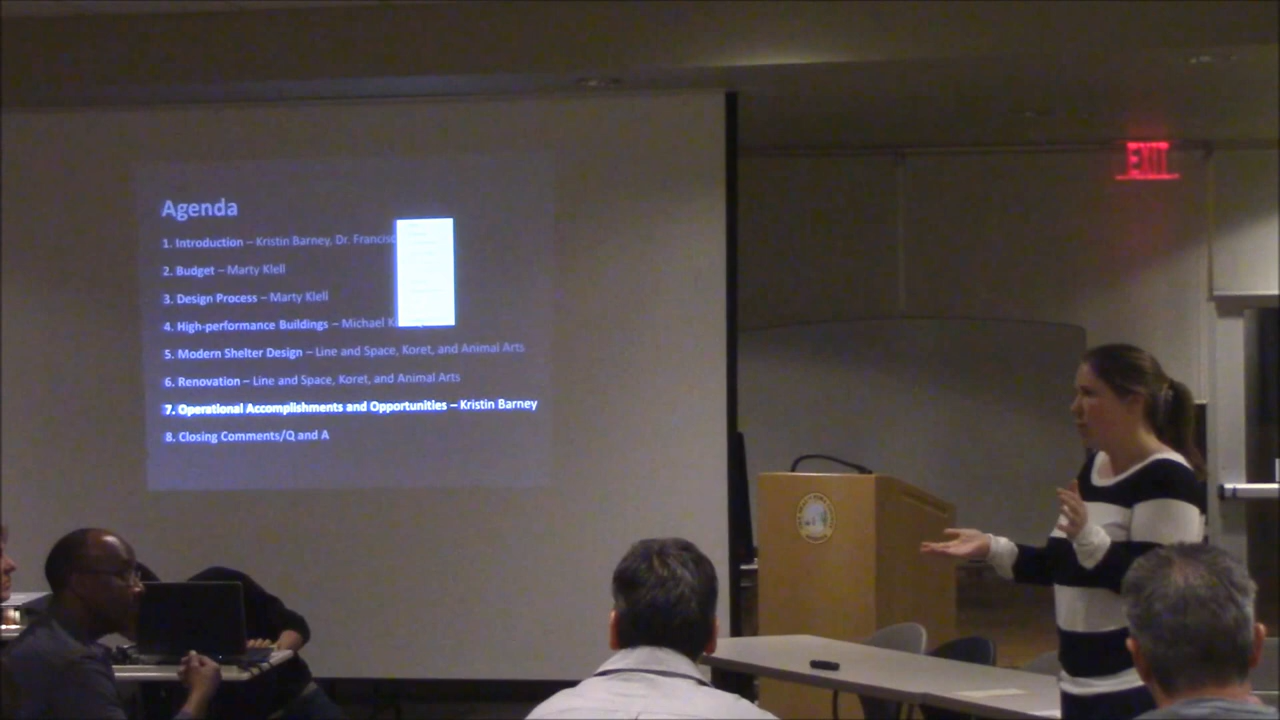 Agenda
1. Introduction – Kristin Barney, Dr. Francisc
2. Budget – Marty Klell
3. Design Process – Marty Klell
4. High-performance Buildings – Michael K
5. Modern Shelter Design – Line and Space, Koret, and Animal Arts
6. Renovation – Line and Space, Koret, and Animal Arts
7. Operational Accomplishments and Opportunities – Kristin Barney
8. Closing Comments/Q and A
EXIT